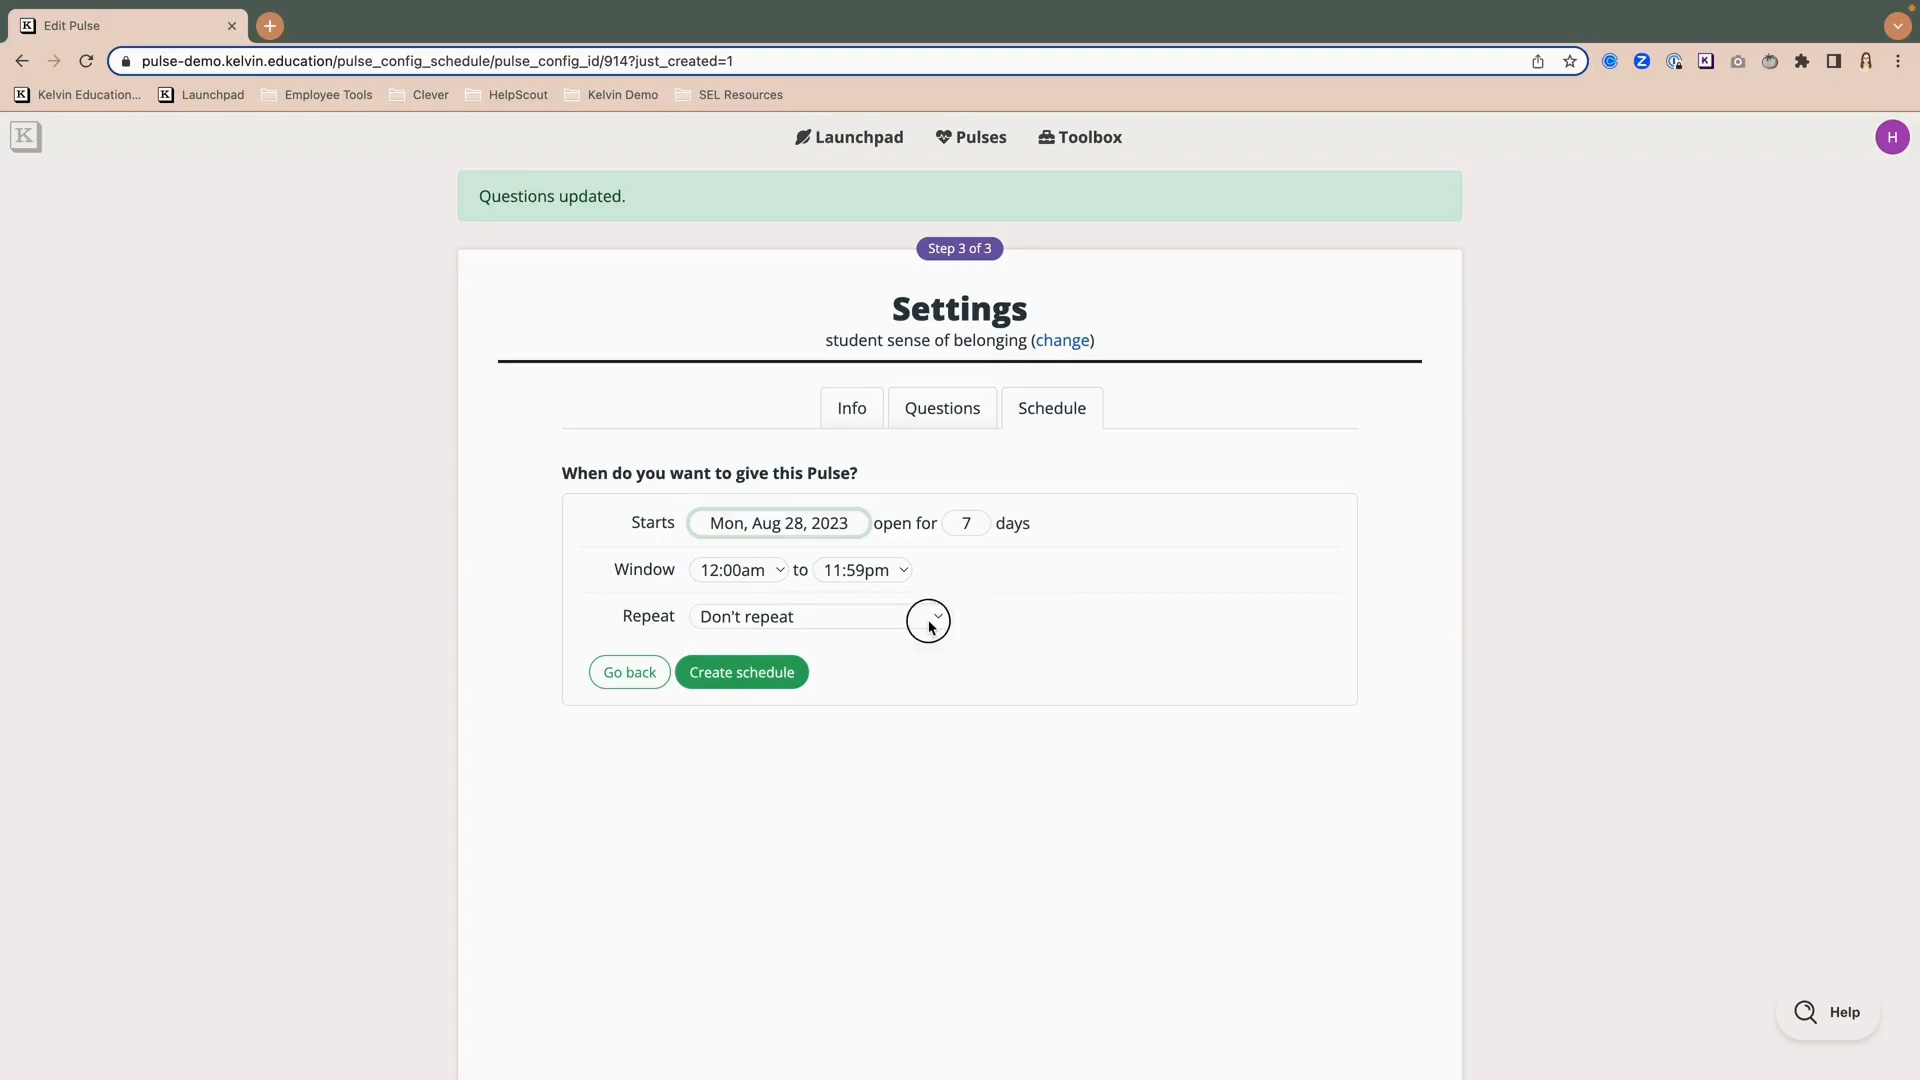 K Edit Pulse
pulse-demo.kelvin.education/pulse_config_schedule/pulse_config_id/914?just_created=1
K Kelvin Education... K Launchpad Employee Tools Clever HelpScout Kelvin Demo SEL Resources
K Launchpad Pulses Toolbox H
Questions updated.
Step 3 of 3
Settings
student sense of belonging (change)
Info Questions Schedule
When do you want to give this Pulse?
Starts Mon, Aug 28, 2023 open for 7 days
Window 12:00am to 11:59pm
Repeat Don't repeat
Go back Create schedule
Help